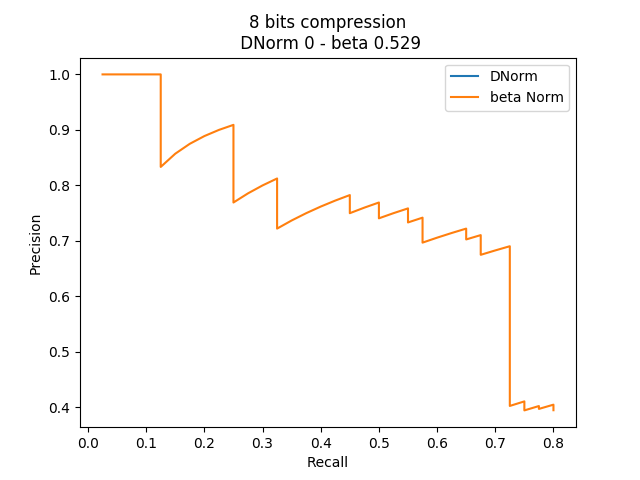 8 bits compression
DNorm 0 - beta 0.529
DNorm
beta Norm
1.0
0.9
0.8
0.7
0.6
0.5
0.4
Precision
0.0 0.1 0.2 0.3 0.4 0.5 0.6 0.7 0.8
Recall